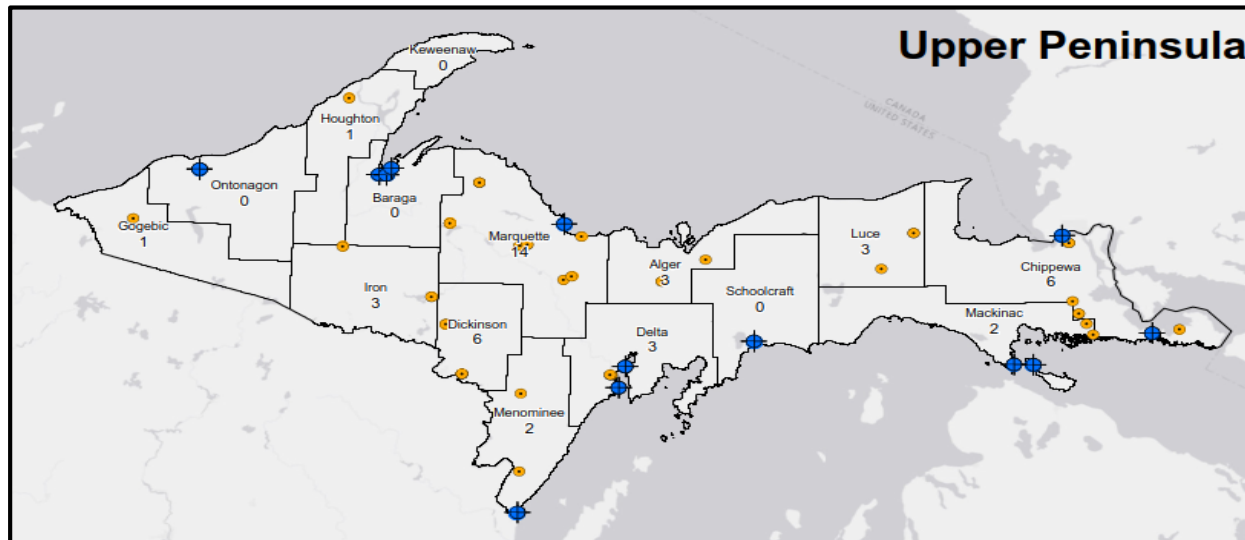 Upper Peninsula
Keweenaw
0
CANADA
UNITED STATES
Houghton
1
Ontonagon
0
Baraga
0
Gogebic
1
Marquette
14
Luce
3
Alger
3
Chippewa
6
Iron
3
Schoolcraft
0
Mackinac
2
Dickinson
6
Delta
3
Menominee
2